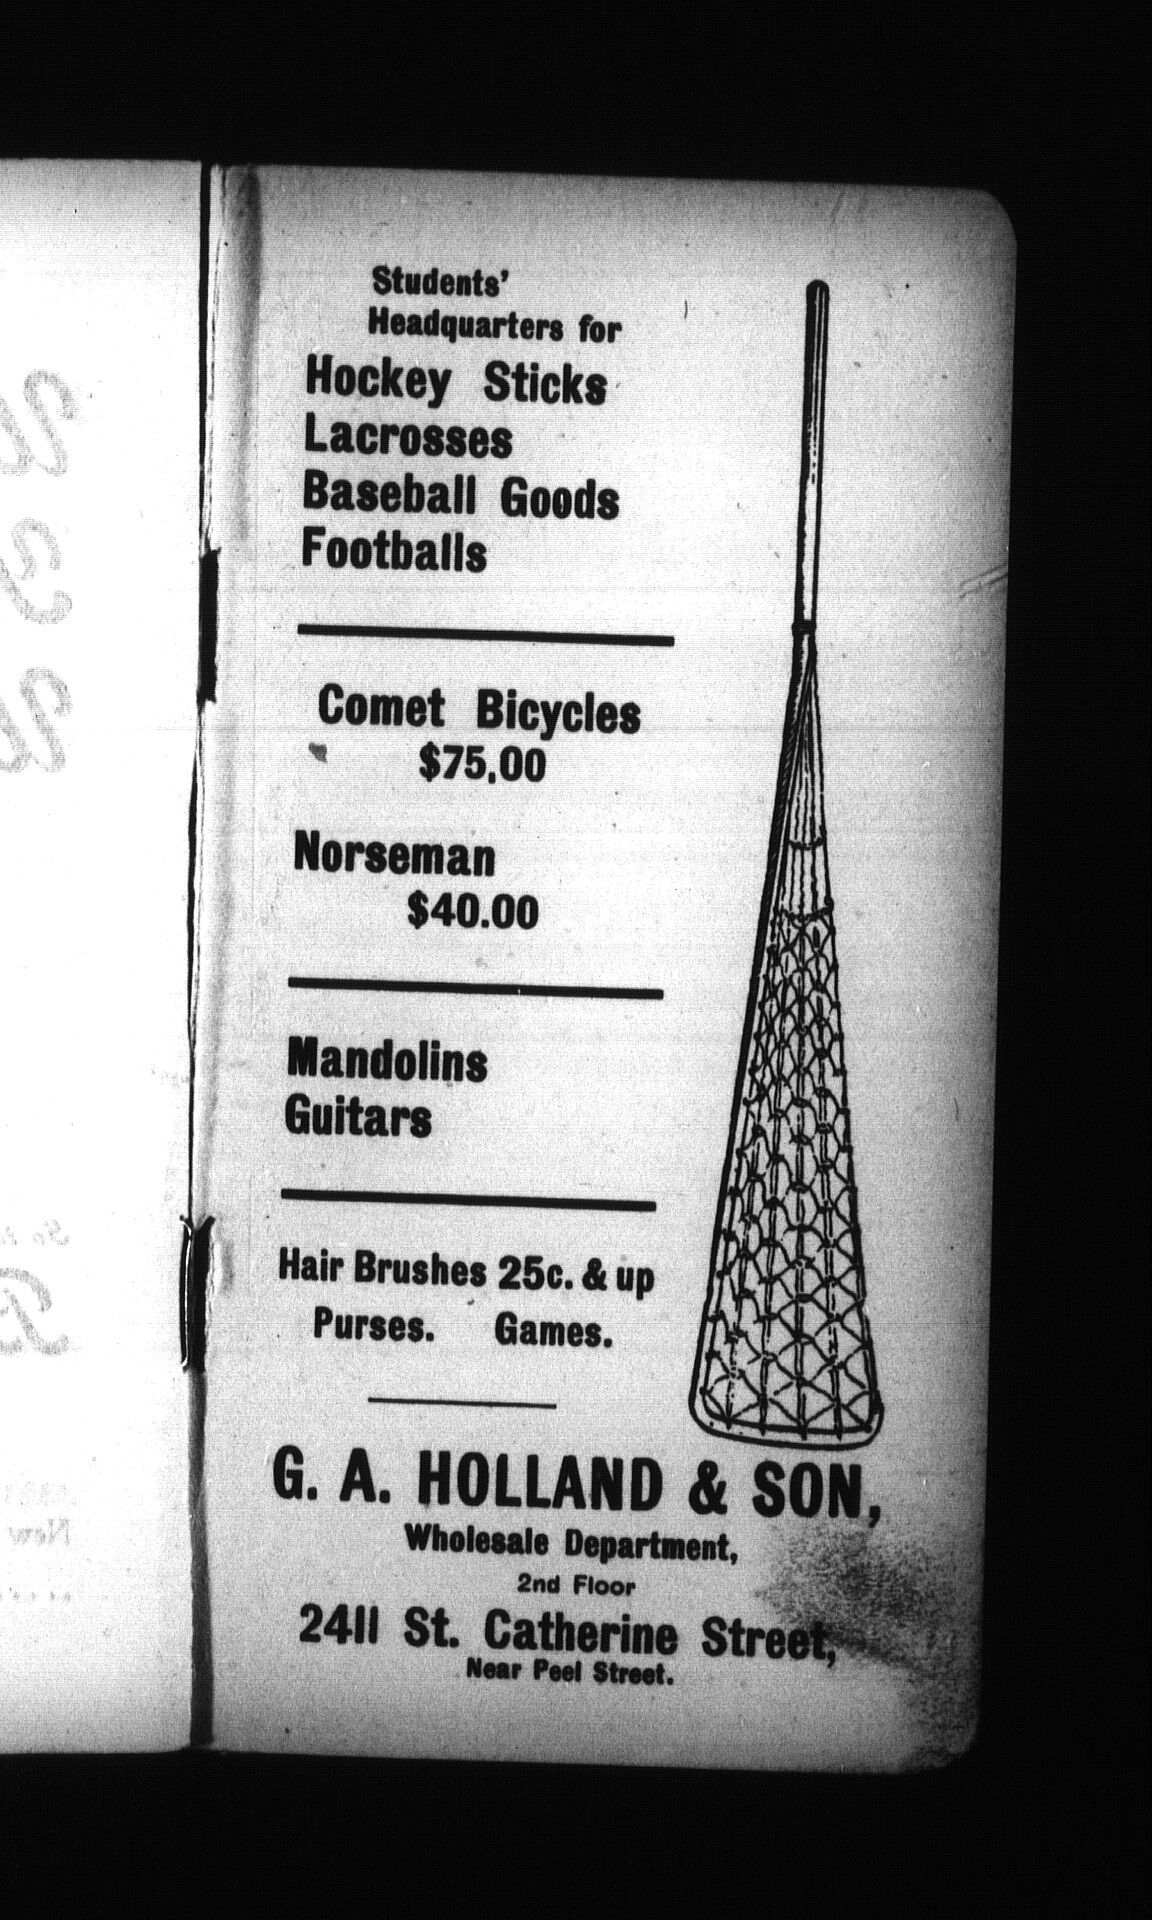 Students'
Headquarters for
Hockey Sticks
Lacrosses
Baseball Goods
Footballs
Comet Bicycles
$75.00
Norseman
$40.00
Mandolins
Guitars
Hair Brushes 25c. & up
Purses. Games.
G. A. HOLLAND & SON,
Wholesale Department,
2nd Floor
2411 St. Catherine Street,
Near Peel Street.